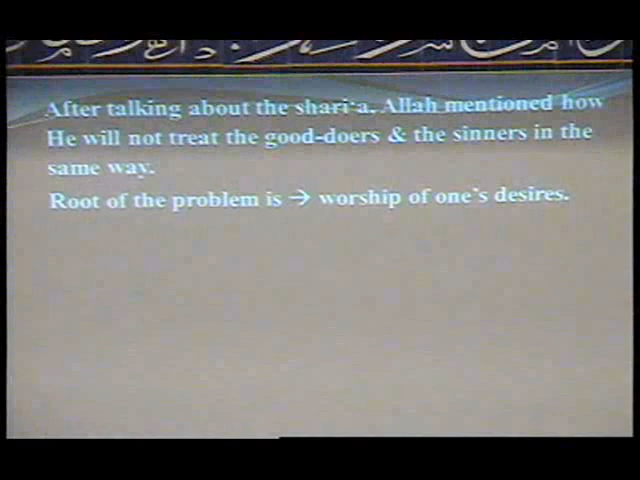 After talking about the shari‘a. Allah mentioned how
He will not treat the good-doers & the sinners in the
same way.
Root of the problem is → worship of one's desires.